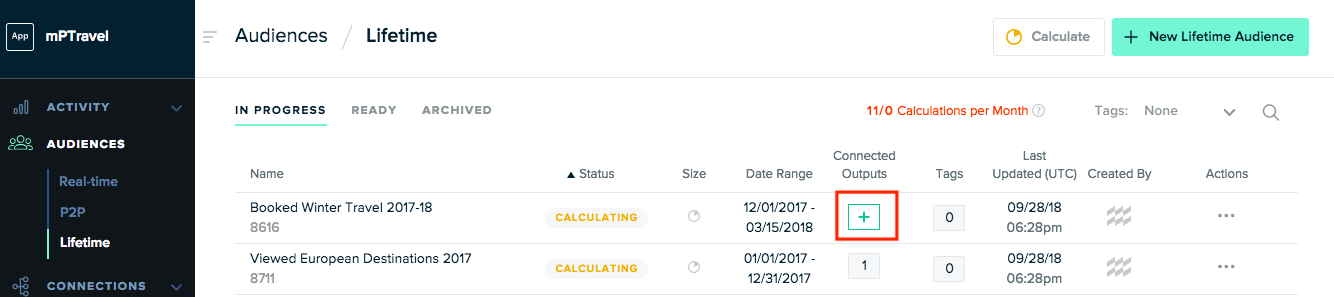 App mPTravel
ACTIVITY
AUDIENCES
Real-time
P2P
Lifetime
CONNECTIONS
Audiences / Lifetime
Calculate
+ New Lifetime Audience
IN PROGRESS READY ARCHIVED
11/0 Calculations per Month ?
Tags: None
Name
▲ Status
Size
Date Range
Connected
Outputs
Tags
Last
Updated (UTC)
Created By
Actions
Booked Winter Travel 2017-18
8616
CALCULATING
12/01/2017 -
03/15/2018
+
0
09/28/18
06:28pm
...
Viewed European Destinations 2017
8711
CALCULATING
01/01/2017 -
12/31/2017
1
0
09/28/18
06:28pm
...